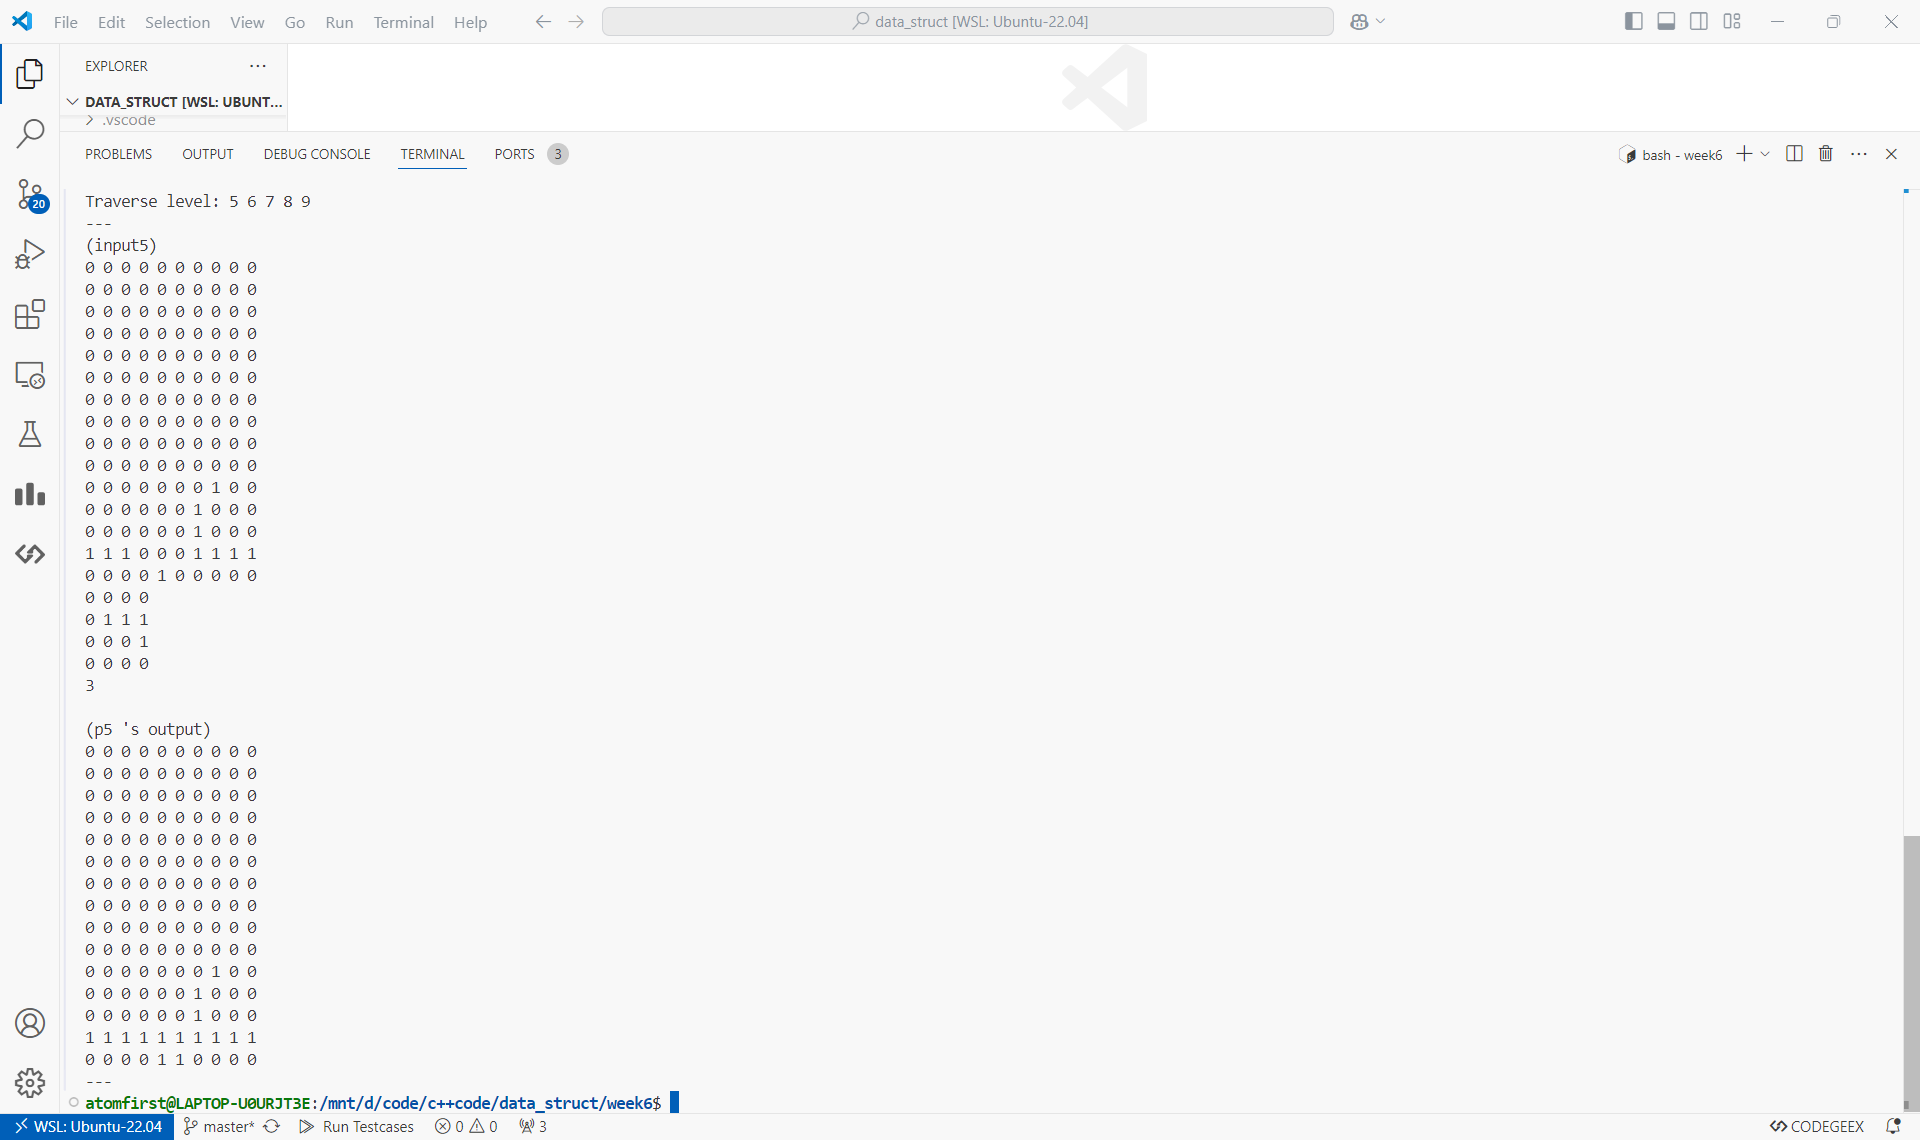 File Edit Selection View Go Run Terminal Help data_struct [WSL: Ubuntu-22.04]
EXPLORER
DATA_STRUCT [WSL: UBUNT...
.vscode
PROBLEMS OUTPUT DEBUG CONSOLE TERMINAL PORTS 3 bash - week6
20
Traverse level: 5 6 7 8 9
---
(input5)
0 0 0 0 0 0 0 0 0 0
0 0 0 0 0 0 0 0 0 0
0 0 0 0 0 0 0 0 0 0
0 0 0 0 0 0 0 0 0 0
0 0 0 0 0 0 0 0 0 0
0 0 0 0 0 0 0 0 0 0
0 0 0 0 0 0 0 0 0 0
0 0 0 0 0 0 0 0 0 0
0 0 0 0 0 0 0 0 0 0
0 0 0 0 0 0 0 0 0 0
0 0 0 0 0 0 0 1 0 0
0 0 0 0 0 0 1 0 0 0
0 0 0 0 0 0 1 0 0 0
1 1 1 0 0 0 1 1 1 1
0 0 0 0 1 0 0 0 0 0
0 0 0 0
0 1 1 1
0 0 0 1
0 0 0 0
3
(p5 's output)
0 0 0 0 0 0 0 0 0 0
0 0 0 0 0 0 0 0 0 0
0 0 0 0 0 0 0 0 0 0
0 0 0 0 0 0 0 0 0 0
0 0 0 0 0 0 0 0 0 0
0 0 0 0 0 0 0 0 0 0
0 0 0 0 0 0 0 0 0 0
0 0 0 0 0 0 0 0 0 0
0 0 0 0 0 0 0 0 0 0
0 0 0 0 0 0 0 0 0 0
0 0 0 0 0 0 0 1 0 0
0 0 0 0 0 0 1 0 0 0
0 0 0 0 0 0 1 0 0 0
1 1 1 1 1 1 1 1 1 1
0 0 0 0 1 1 0 0 0 0
---
atomfirst@LAPTOP-U0URJT3E:/mnt/d/code/c++code/data_struct/week6$
WSL: Ubuntu-22.04 master* Run Testcases 0 0 3 CODEGEEX